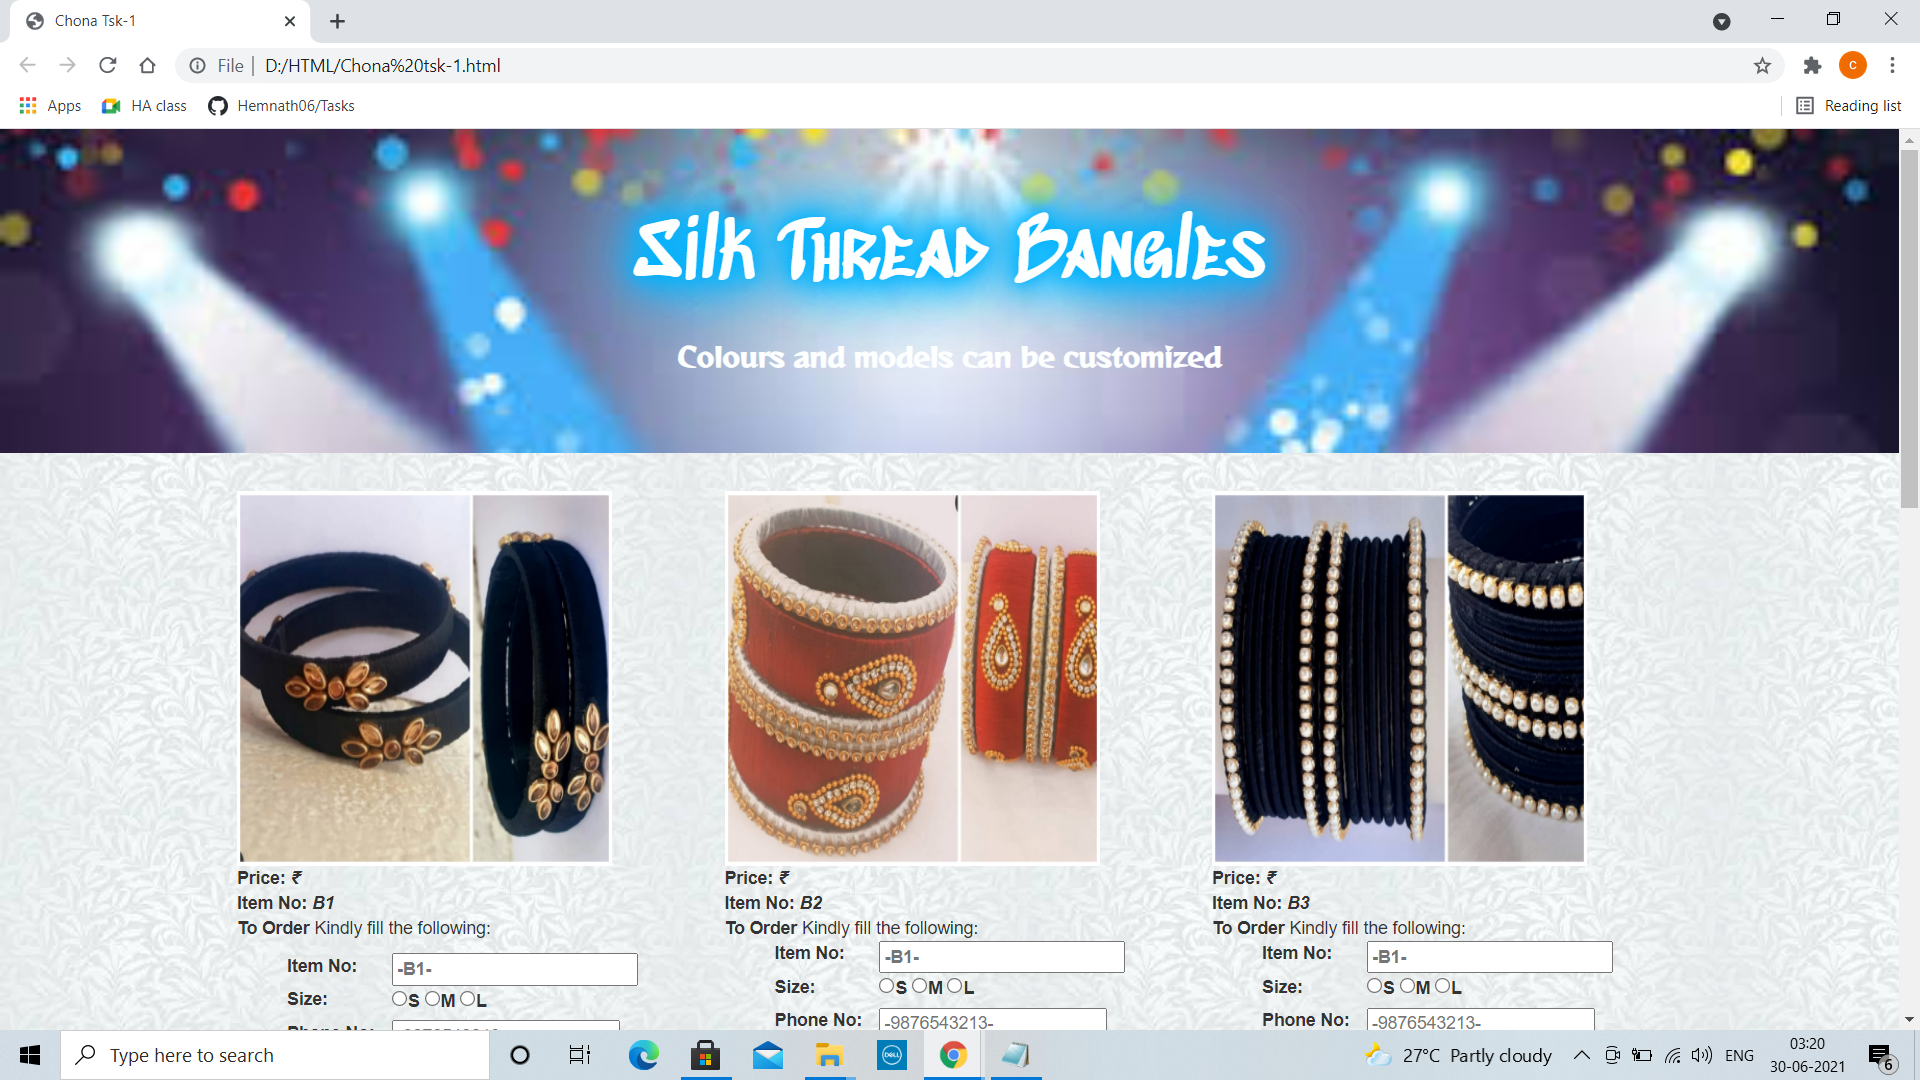 Chona Tsk-1
File | D:/HTML/Chona%20tsk-1.html
C
Apps HA class Hemnath06/Tasks Reading list
Silk Thread Bangles
Colours and models can be customized
Price: ₹
Item No: B1
To Order Kindly fill the following:
Item No: -B1-
Size: S M L
Price: ₹
Item No: B2
To Order Kindly fill the following:
Item No: -B1-
Size: S M L
Phone No: -9876543213-
Price: ₹
Item No: B3
To Order Kindly fill the following:
Item No: -B1-
Size: S M L
Phone No: -9876543213-
Type here to search
DELL
27°C Partly cloudy
ENG
03:20
30-06-2021
6